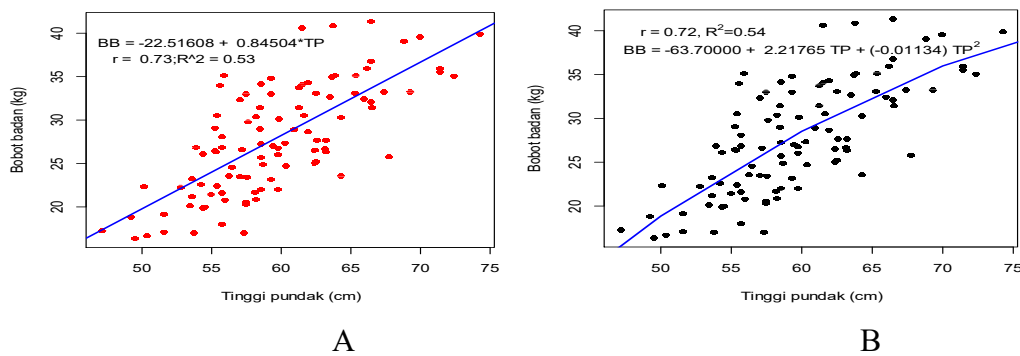 BB = -22.51608 + 0.84504*TP
r = 0.73;R^2 = 0.53
Bobot badan (kg)
20 25 30 35 40
50 55 60 65 70 75
Tinggi pundak (cm)
A
r = 0.72, R²=0.54
BB = -63.70000 + 2.21765 TP + (-0.01134) TP²
Bobot badan (kg)
20 25 30 35 40
50 55 60 65 70 75
Tinggi pundak (cm)
B